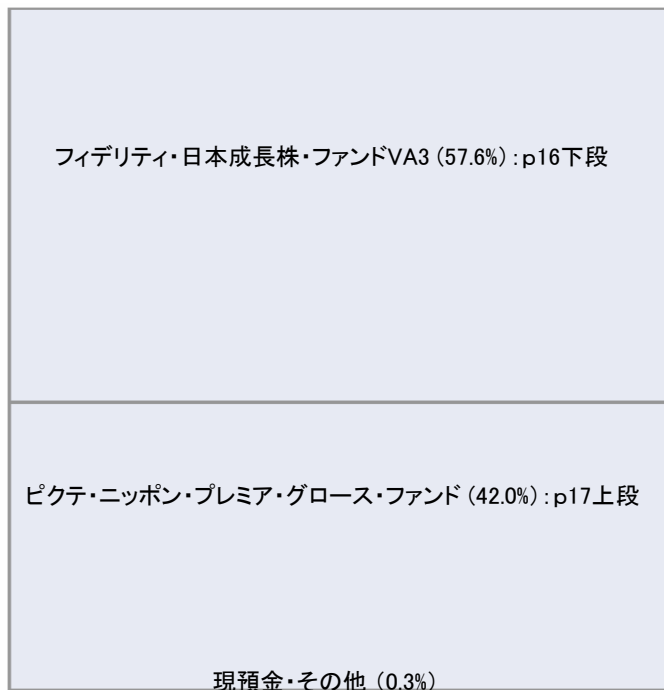 フィデリティ・日本成長株・ファンドVA3 (57.6%) : p16下段
ピクテ・ニッポン・プレミア・グロース・ファンド (42.0%) : p17上段
現預金・その他 (0.3%)